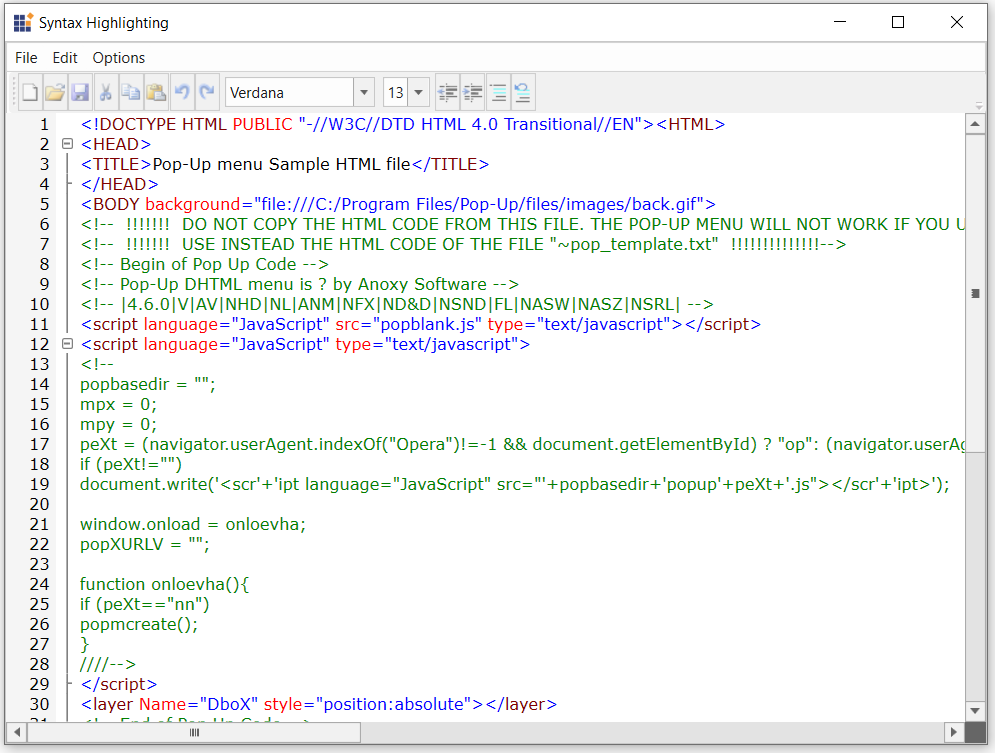 Syntax Highlighting
File Edit Options
Verdana 13
1 <!DOCTYPE HTML PUBLIC "-//W3C//DTD HTML 4.0 Transitional//EN"><HTML>
2 <HEAD>
3 <TITLE>Pop-Up menu Sample HTML file</TITLE>
4 </HEAD>
5 <BODY background="file:///C:/Program Files/Pop-Up/files/images/back.gif">
6 <!-- !!!!!!! DO NOT COPY THE HTML CODE FROM THIS FILE. THE POP-UP MENU WILL NOT WORK IF YOU U
7 <!-- !!!!!!! USE INSTEAD THE HTML CODE OF THE FILE "~pop_template.txt" !!!!!!!!!!!!!!-->
8 <!-- Begin of Pop Up Code -->
9 <!-- Pop-Up DHTML menu is ? by Anoxy Software -->
10 <!-- |4.6.0|V|AV|NHD|NL|ANM|NFX|ND&D|NSND|FL|NASW|NASZ|NSRL| -->
11 <script language="JavaScript" src="popblank.js" type="text/javascript"></script>
12 <script language="JavaScript" type="text/javascript">
13 <!--
14 popbasedir = "";
15 mpx = 0;
16 mpy = 0;
17 peXt = (navigator.userAgent.indexOf("Opera")!=-1 && document.getElementById) ? "op": (navigator.userAg
18 if (peXt!="")
19 document.write('<scr'+'ipt language="JavaScript" src="'+popbasedir+'popup'+peXt+'.js"></scr'+'ipt>');
20
21 window.onload = onloevha;
22 popXURLV = "";
23
24 function onloevha(){
25 if (peXt=="nn")
26 popmcreate();
27 }
28 ////-->
29 </script>
30 <layer Name="DboX" style="position:absolute"></layer>
31 <!-- End of Pop Up Code -->